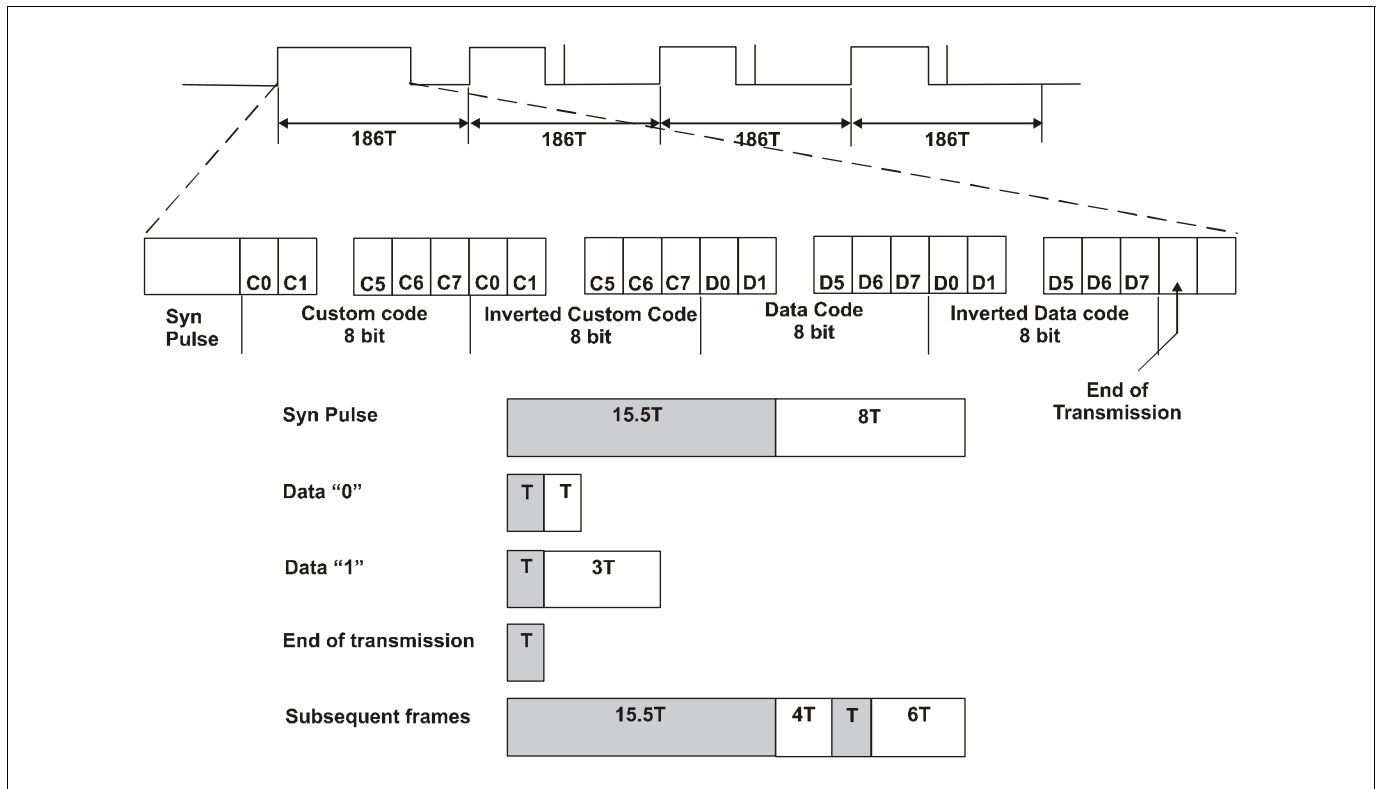 186T 186T 186T 186T
C0 C1 C5 C6 C7 C0 C1 C5 C6 C7 D0 D1 D5 D6 D7 D0 D1 D5 D6 D7
Syn
Pulse
Custom code
8 bit
Inverted Custom Code
8 bit
Data Code
8 bit
Inverted Data code
8 bit
End of
Transmission
Syn Pulse 15.5T 8T
Data “0” T T
Data “1” T 3T
End of transmission T
Subsequent frames 15.5T 4T T 6T